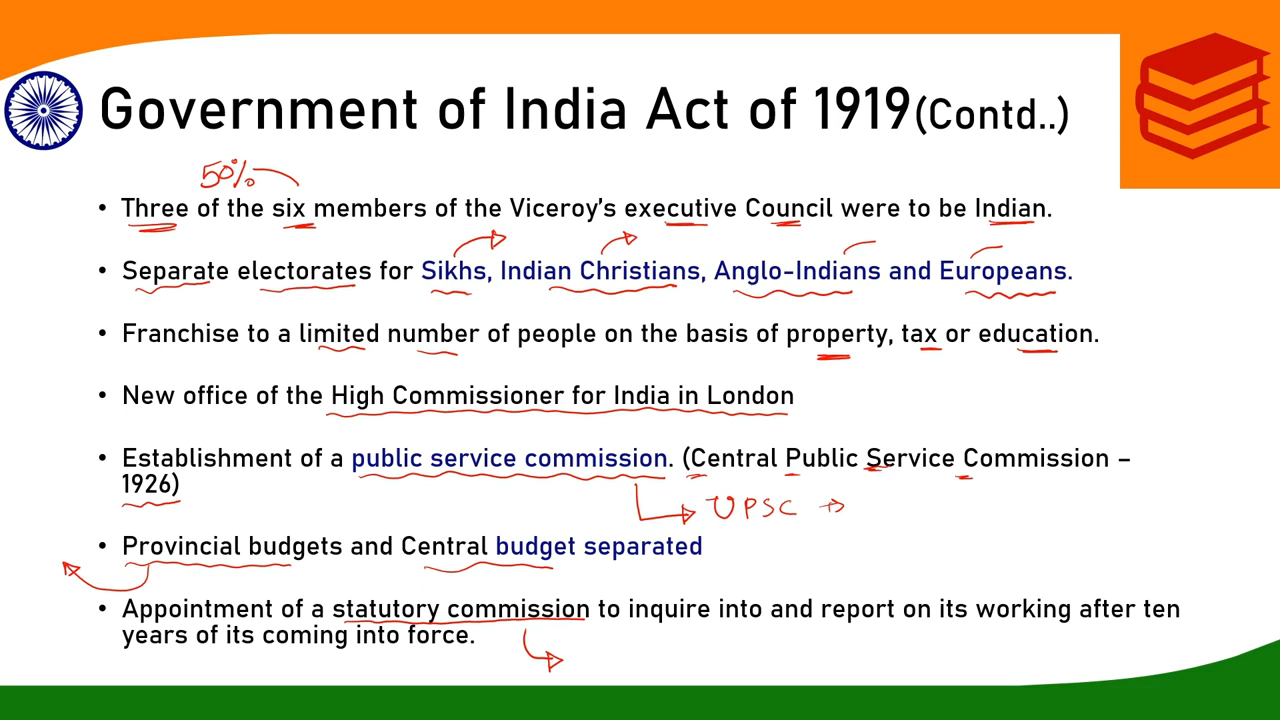 Government of India Act of 1919(Contd..)
50%
• Three of the six members of the Viceroy's executive Council were to be Indian.
• Separate electorates for Sikhs, Indian Christians, Anglo-Indians and Europeans.
• Franchise to a limited number of people on the basis of property, tax or education.
• New office of the High Commissioner for India in London
• Establishment of a public service commission. (Central Public Service Commission –
1926)
UPSC
• Provincial budgets and Central budget separated
• Appointment of a statutory commission to inquire into and report on its working after ten
years of its coming into force.